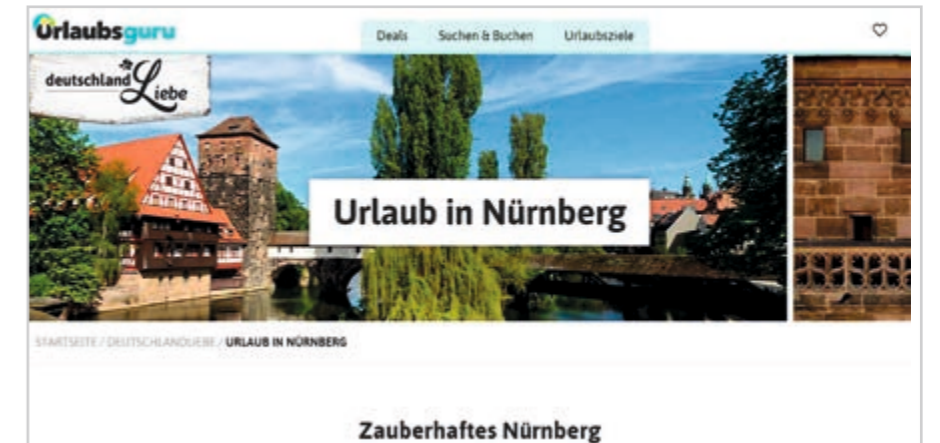 Urlaubsguru
Deals Suchen & Buchen Urlaubsziele
deutschland Liebe
Urlaub in Nürnberg
STARTSEITE / DEUTSCHLANDLIEBE / URLAUB IN NÜRNBERG
Zauberhaftes Nürnberg